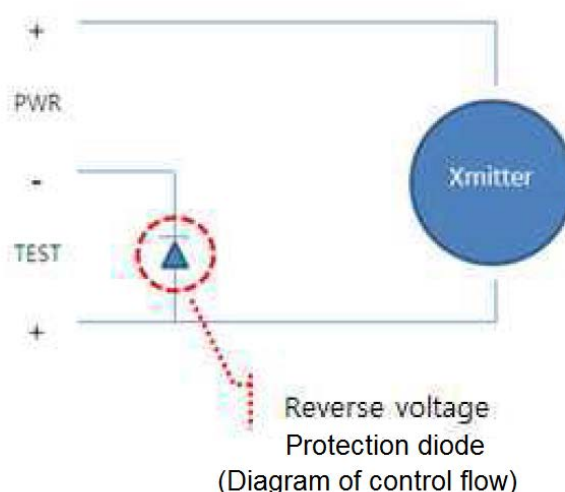 +
PWR
Xmitter
-
TEST
+
Reverse voltage
Protection diode
(Diagram of control flow)